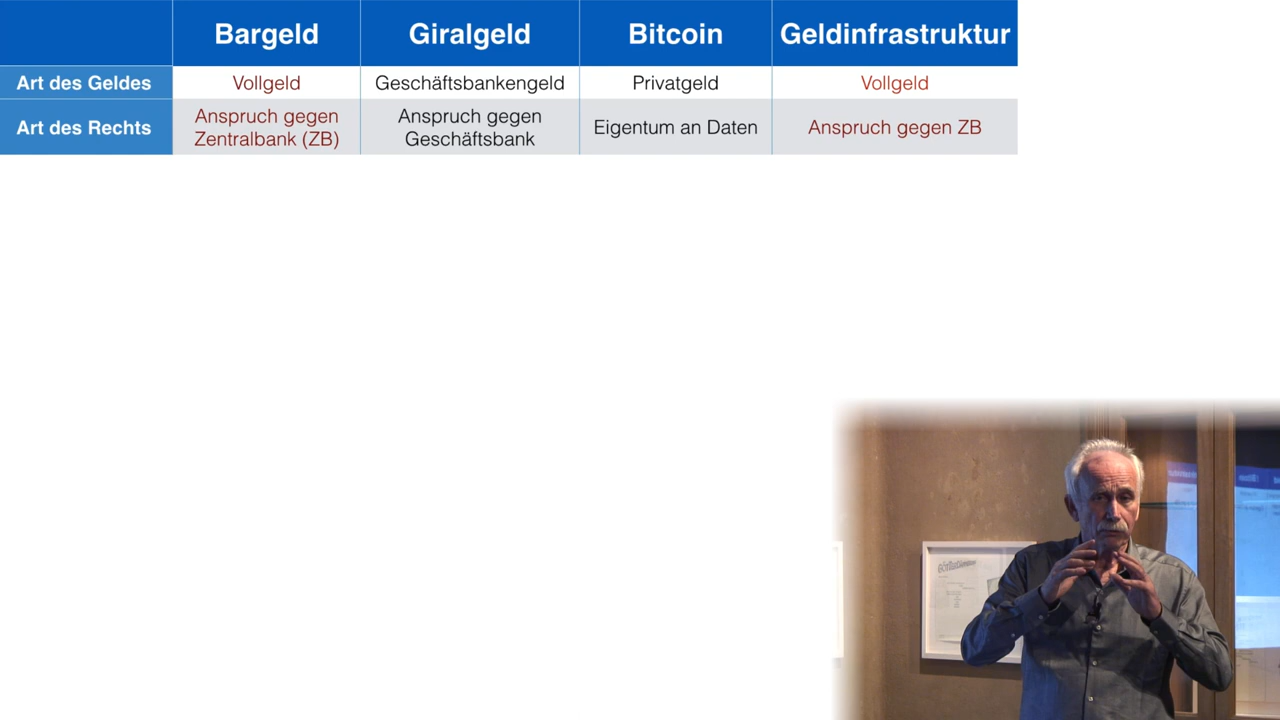 Bargeld Giralgeld Bitcoin Geldinfrastruktur
Art des Geldes Vollgeld Geschäftsbankengeld Privatgeld Vollgeld
Art des Rechts Anspruch gegen Zentralbank (ZB) Anspruch gegen Geschäftsbank Eigentum an Daten Anspruch gegen ZB